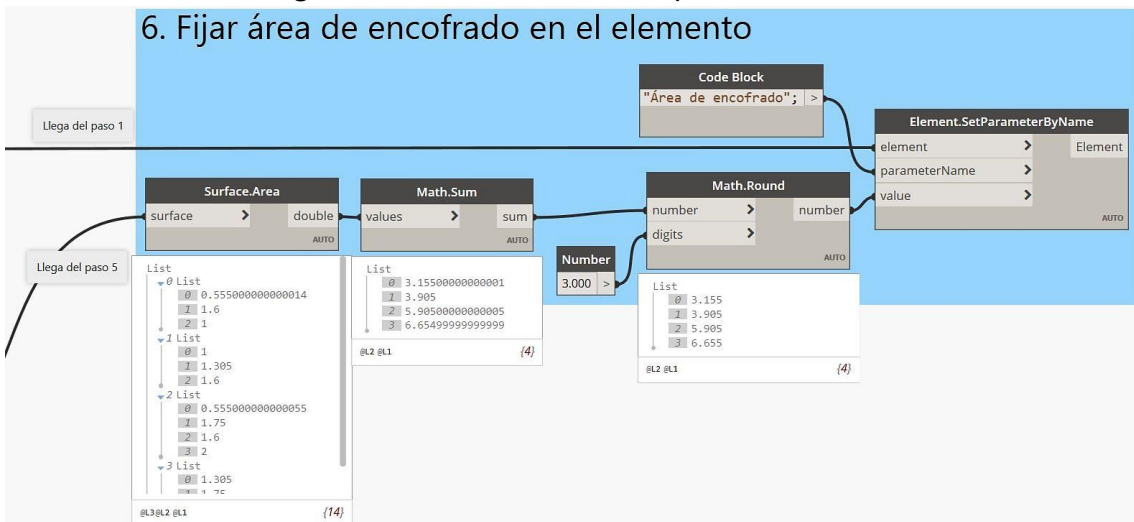 6. Fijar área de encofrado en el elemento
Code Block
"Área de encofrado"; >
Llega del paso 1
Element.SetParameterByName
element > Element
parameterName >
value >
AUTO
Surface.Area
surface > double
AUTO
Math.Sum
values > sum
AUTO
Math.Round
number > number
digits >
AUTO
Number
3.000 >
Llega del paso 5
List
0 List
0 0.555000000000014
1 1.6
2 1
1 List
0 1
1 1.305
2 1.6
2 List
0 0.555000000000055
1 1.75
2 1.6
3 2
3 List
0 1.305
@L3 @L2 @L1 {14}
List
0 3.15500000000001
1 3.905
2 5.90500000000005
3 6.65499999999999
@L2 @L1 {4}
List
0 3.155
1 3.905
2 5.905
3 6.655
@L2 @L1 {4}